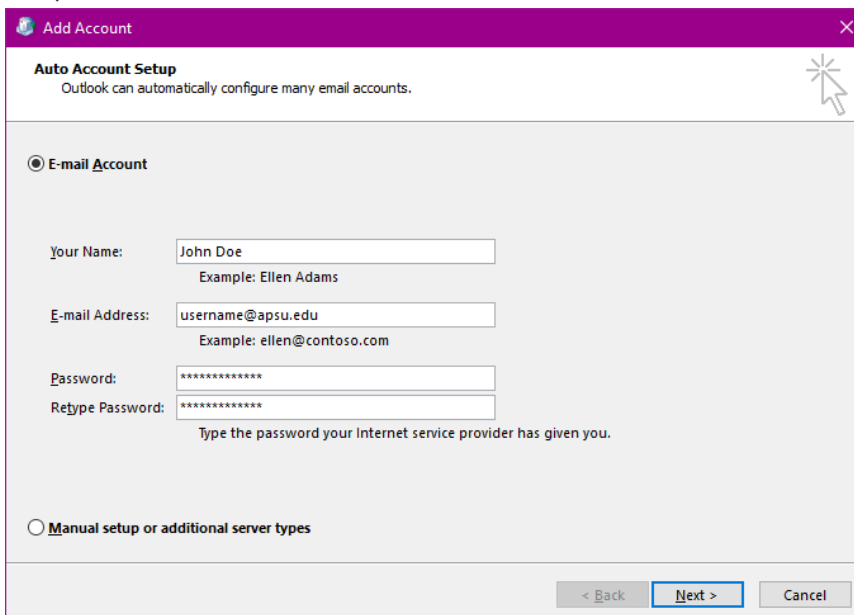 Add Account
Auto Account Setup
Outlook can automatically configure many email accounts.
E-mail Account
Your Name: John Doe
Example: Ellen Adams
E-mail Address: username@apsu.edu
Example: ellen@contoso.com
Password: *************
Retype Password: *************
Type the password your Internet service provider has given you.
Manual setup or additional server types
< Back Next > Cancel